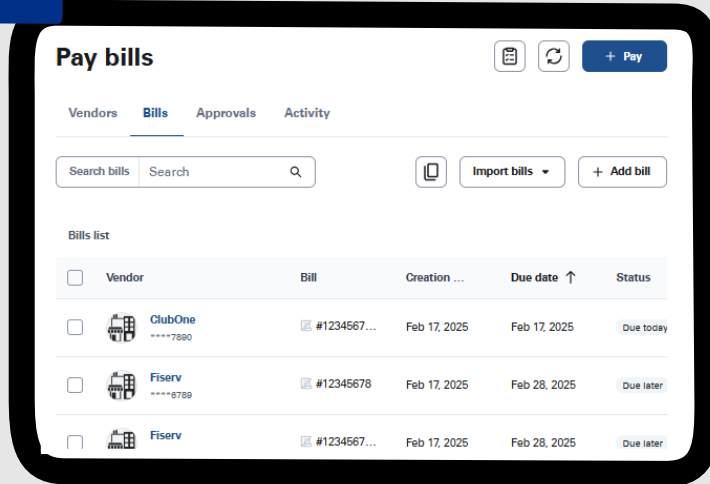 Pay bills
+ Pay
Vendors Bills Approvals Activity
Search bills Search
Import bills
+ Add bill
Bills list
Vendor Bill Creation ... Due date ↑ Status
ClubOne #1234567... Feb 17, 2025 Feb 17, 2025 Due today
****7890
Fiserv #12345678 Feb 17, 2025 Feb 28, 2025 Due later
****6789
Fiserv #1234567... Feb 17, 2025 Feb 28, 2025 Due later